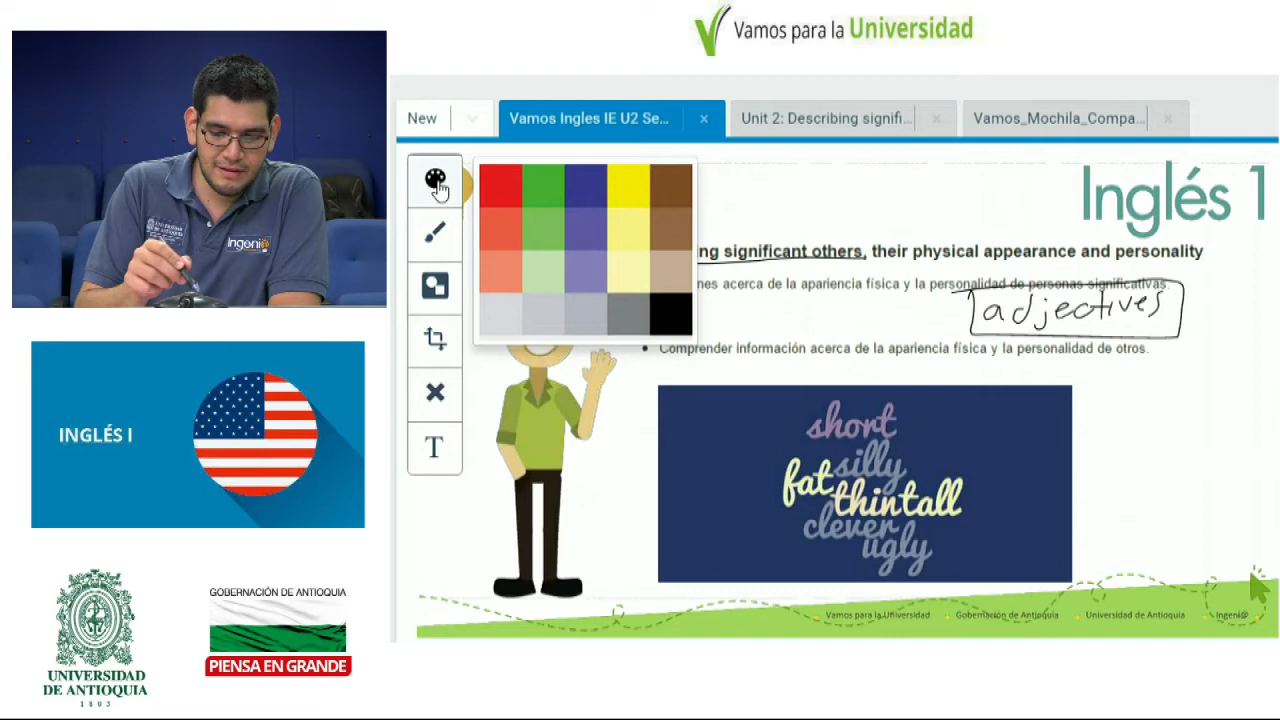 Vamos para la Universidad
New
Vamos Ingles IE U2 Se...
Unit 2: Describing signifi...
Vamos_Mochila_Compa...
Inglés 1
ng significant others, their physical appearance and personality
nes acerca de la apariencia física y la personalidad de personas significativas.
adjectives
Comprender información acerca de la apariencia física y la personalidad de otros.
T
short
silly
fat
thin tall
clever
ugly
Vamos para la Universidad
Gobernación de Antioquia
Universidad de Antioquia
Ingeni@
Ingeni@
INGLÉS I
UNIVERSIDAD
DE ANTIOQUIA
1803
GOBERNACIÓN DE ANTIOQUIA
PIENSA EN GRANDE